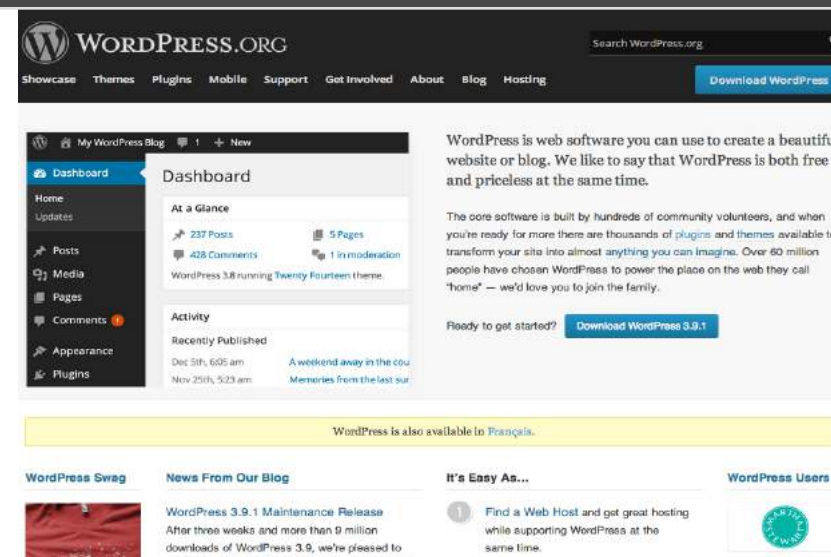 WORDPRESS.ORG
Search WordPress.org
Showcase Themes Plugins Mobile Support Get Involved About Blog Hosting
Download WordPress
My WordPress Blog 1 + New
Dashboard
Home
Updates
Posts
Media
Pages
Comments 1
Appearance
Plugins
Dashboard
At a Glance
237 Posts 5 Pages
428 Comments 1 in moderation
WordPress 3.8 running Twenty Fourteen theme.
Activity
Recently Published
Dec 5th, 6:05 am A weekend away in the cou
Nov 25th, 5:23 am Memories from the last sur
WordPress is web software you can use to create a beautifu
website or blog. We like to say that WordPress is both free
and priceless at the same time.
The core software is built by hundreds of community volunteers, and when
you're ready for more there are thousands of plugins and themes available to
transform your site into almost anything you can imagine. Over 60 million
people have chosen WordPress to power the place on the web they call
"home" — we'd love you to join the family.
Ready to get started? Download WordPress 3.9.1
WordPress is also available in Français.
WordPress Swag
News From Our Blog
WordPress 3.9.1 Maintenance Release
After three weeks and more than 9 million
downloads of WordPress 3.9, we're pleased to
It's Easy As...
1 Find a Web Host and get great hosting
while supporting WordPress at the
same time.
WordPress Users
MARTHA
STEWART